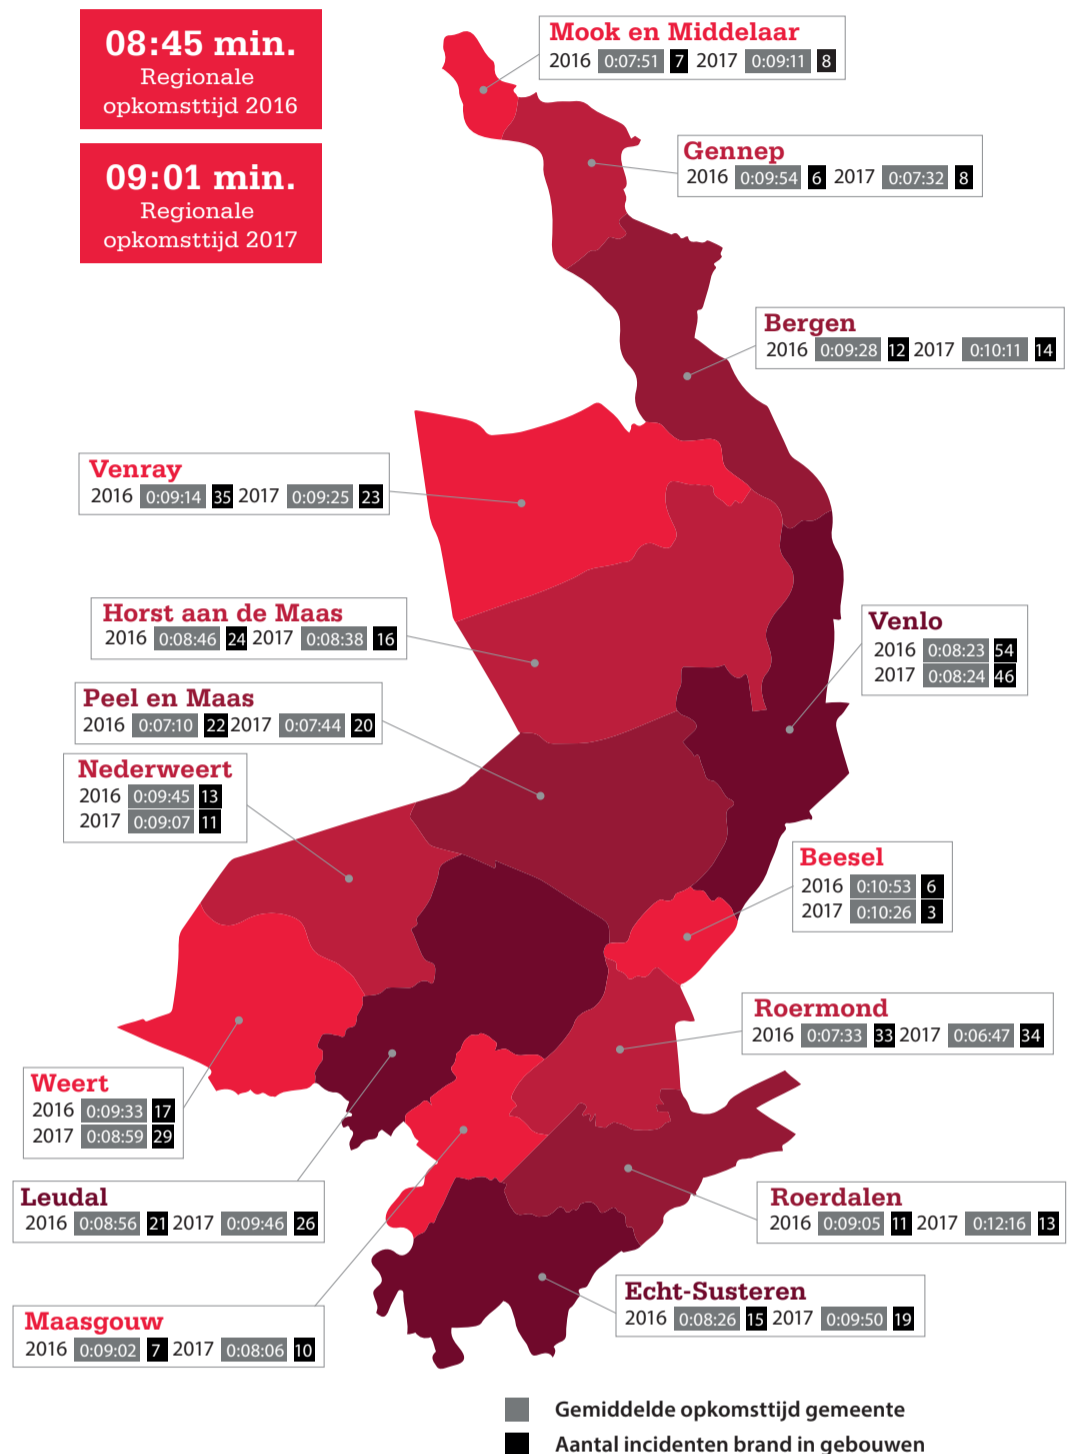 08:45 min.
Regionale
opkomsttijd 2016
09:01 min.
Regionale
opkomsttijd 2017
Mook en Middelaar
2016 0:07:51 7 2017 0:09:11 8
Gennep
2016 0:09:54 6 2017 0:07:32 8
Bergen
2016 0:09:28 12 2017 0:10:11 14
Venray
2016 0:09:14 35 2017 0:09:25 23
Horst aan de Maas
2016 0:08:46 24 2017 0:08:38 16
Venlo
2016 0:08:23 54
2017 0:08:24 46
Peel en Maas
2016 0:07:10 22 2017 0:07:44 20
Nederweert
2016 0:09:45 13
2017 0:09:07 11
Beesel
2016 0:10:53 6
2017 0:10:26 3
Roermond
2016 0:07:33 33 2017 0:06:47 34
Weert
2016 0:09:33 17
2017 0:08:59 29
Leudal
2016 0:08:56 21 2017 0:09:46 26
Roerdalen
2016 0:09:05 11 2017 0:12:16 13
Echt-Susteren
2016 0:08:26 15 2017 0:09:50 19
Maasgouw
2016 0:09:02 7 2017 0:08:06 10
Gemiddelde opkomsttijd gemeente
Aantal incidenten brand in gebouwen